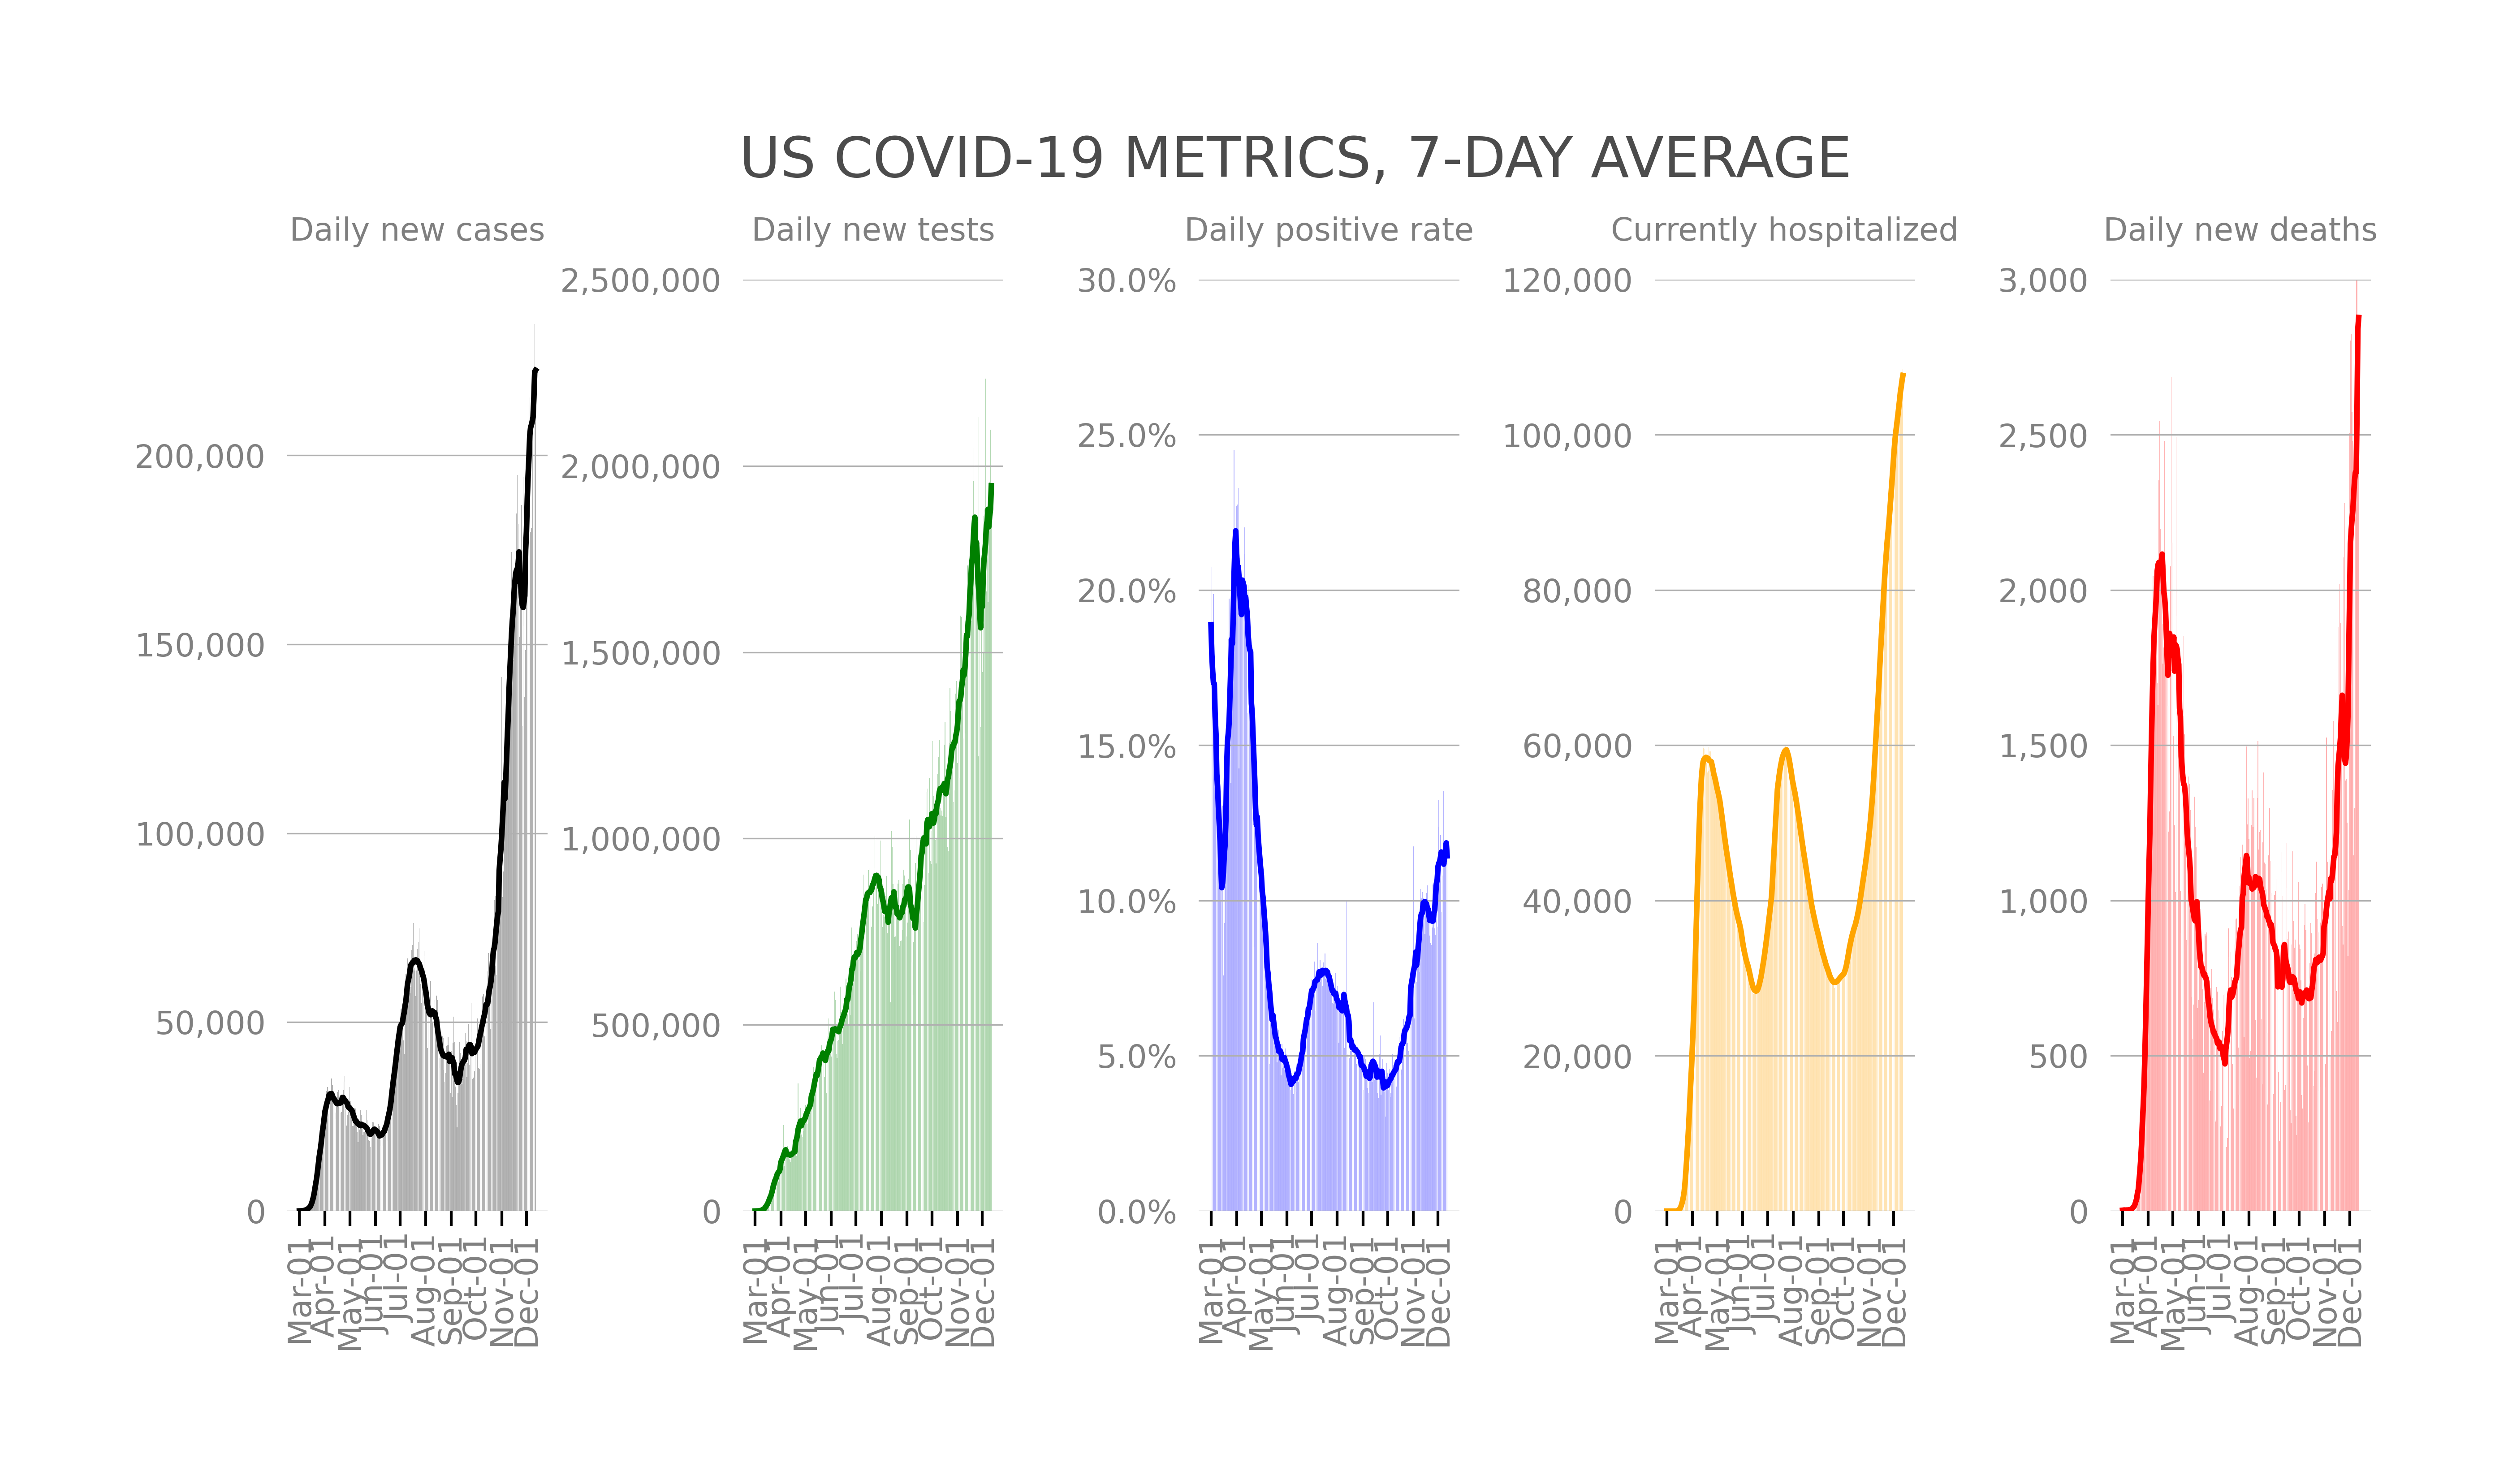 US COVID-19 METRICS, 7-DAY AVERAGE
Daily new cases
200,000
150,000
100,000
50,000
0
Mar-01
Apr-01
May-01
Jun-01
Jul-01
Aug-01
Sep-01
Oct-01
Nov-01
Dec-01
Daily new tests
2,500,000
2,000,000
1,500,000
1,000,000
500,000
0
Mar-01
Apr-01
May-01
Jun-01
Jul-01
Aug-01
Sep-01
Oct-01
Nov-01
Dec-01
Daily positive rate
30.0%
25.0%
20.0%
15.0%
10.0%
5.0%
0.0%
Mar-01
Apr-01
May-01
Jun-01
Jul-01
Aug-01
Sep-01
Oct-01
Nov-01
Dec-01
Currently hospitalized
120,000
100,000
80,000
60,000
40,000
20,000
0
Mar-01
Apr-01
May-01
Jun-01
Jul-01
Aug-01
Sep-01
Oct-01
Nov-01
Dec-01
Daily new deaths
3,000
2,500
2,000
1,500
1,000
500
0
Mar-01
Apr-01
May-01
Jun-01
Jul-01
Aug-01
Sep-01
Oct-01
Nov-01
Dec-01